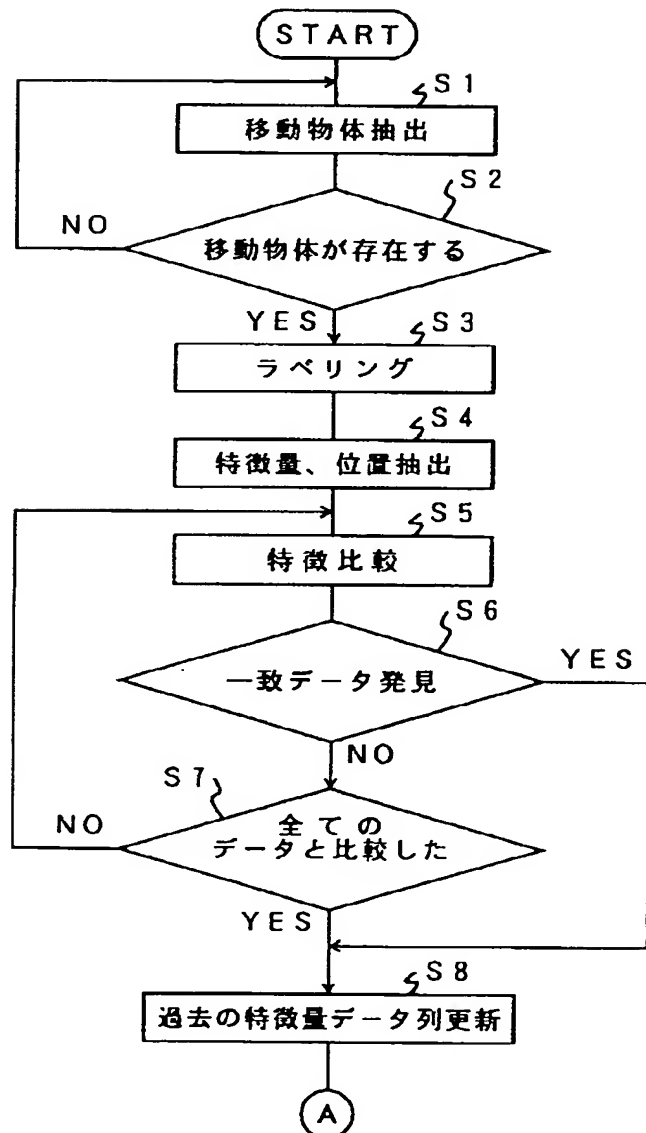 START
S1
移動物体抽出
S2
NO
移動物体が存在する
YES
S3
ラベリング
S4
特徴量、位置抽出
S5
特徴比較
S6
YES
一致データ発見
NO
S7
NO
全ての
データと比較した
YES
S8
過去の特徴量データ列更新
A